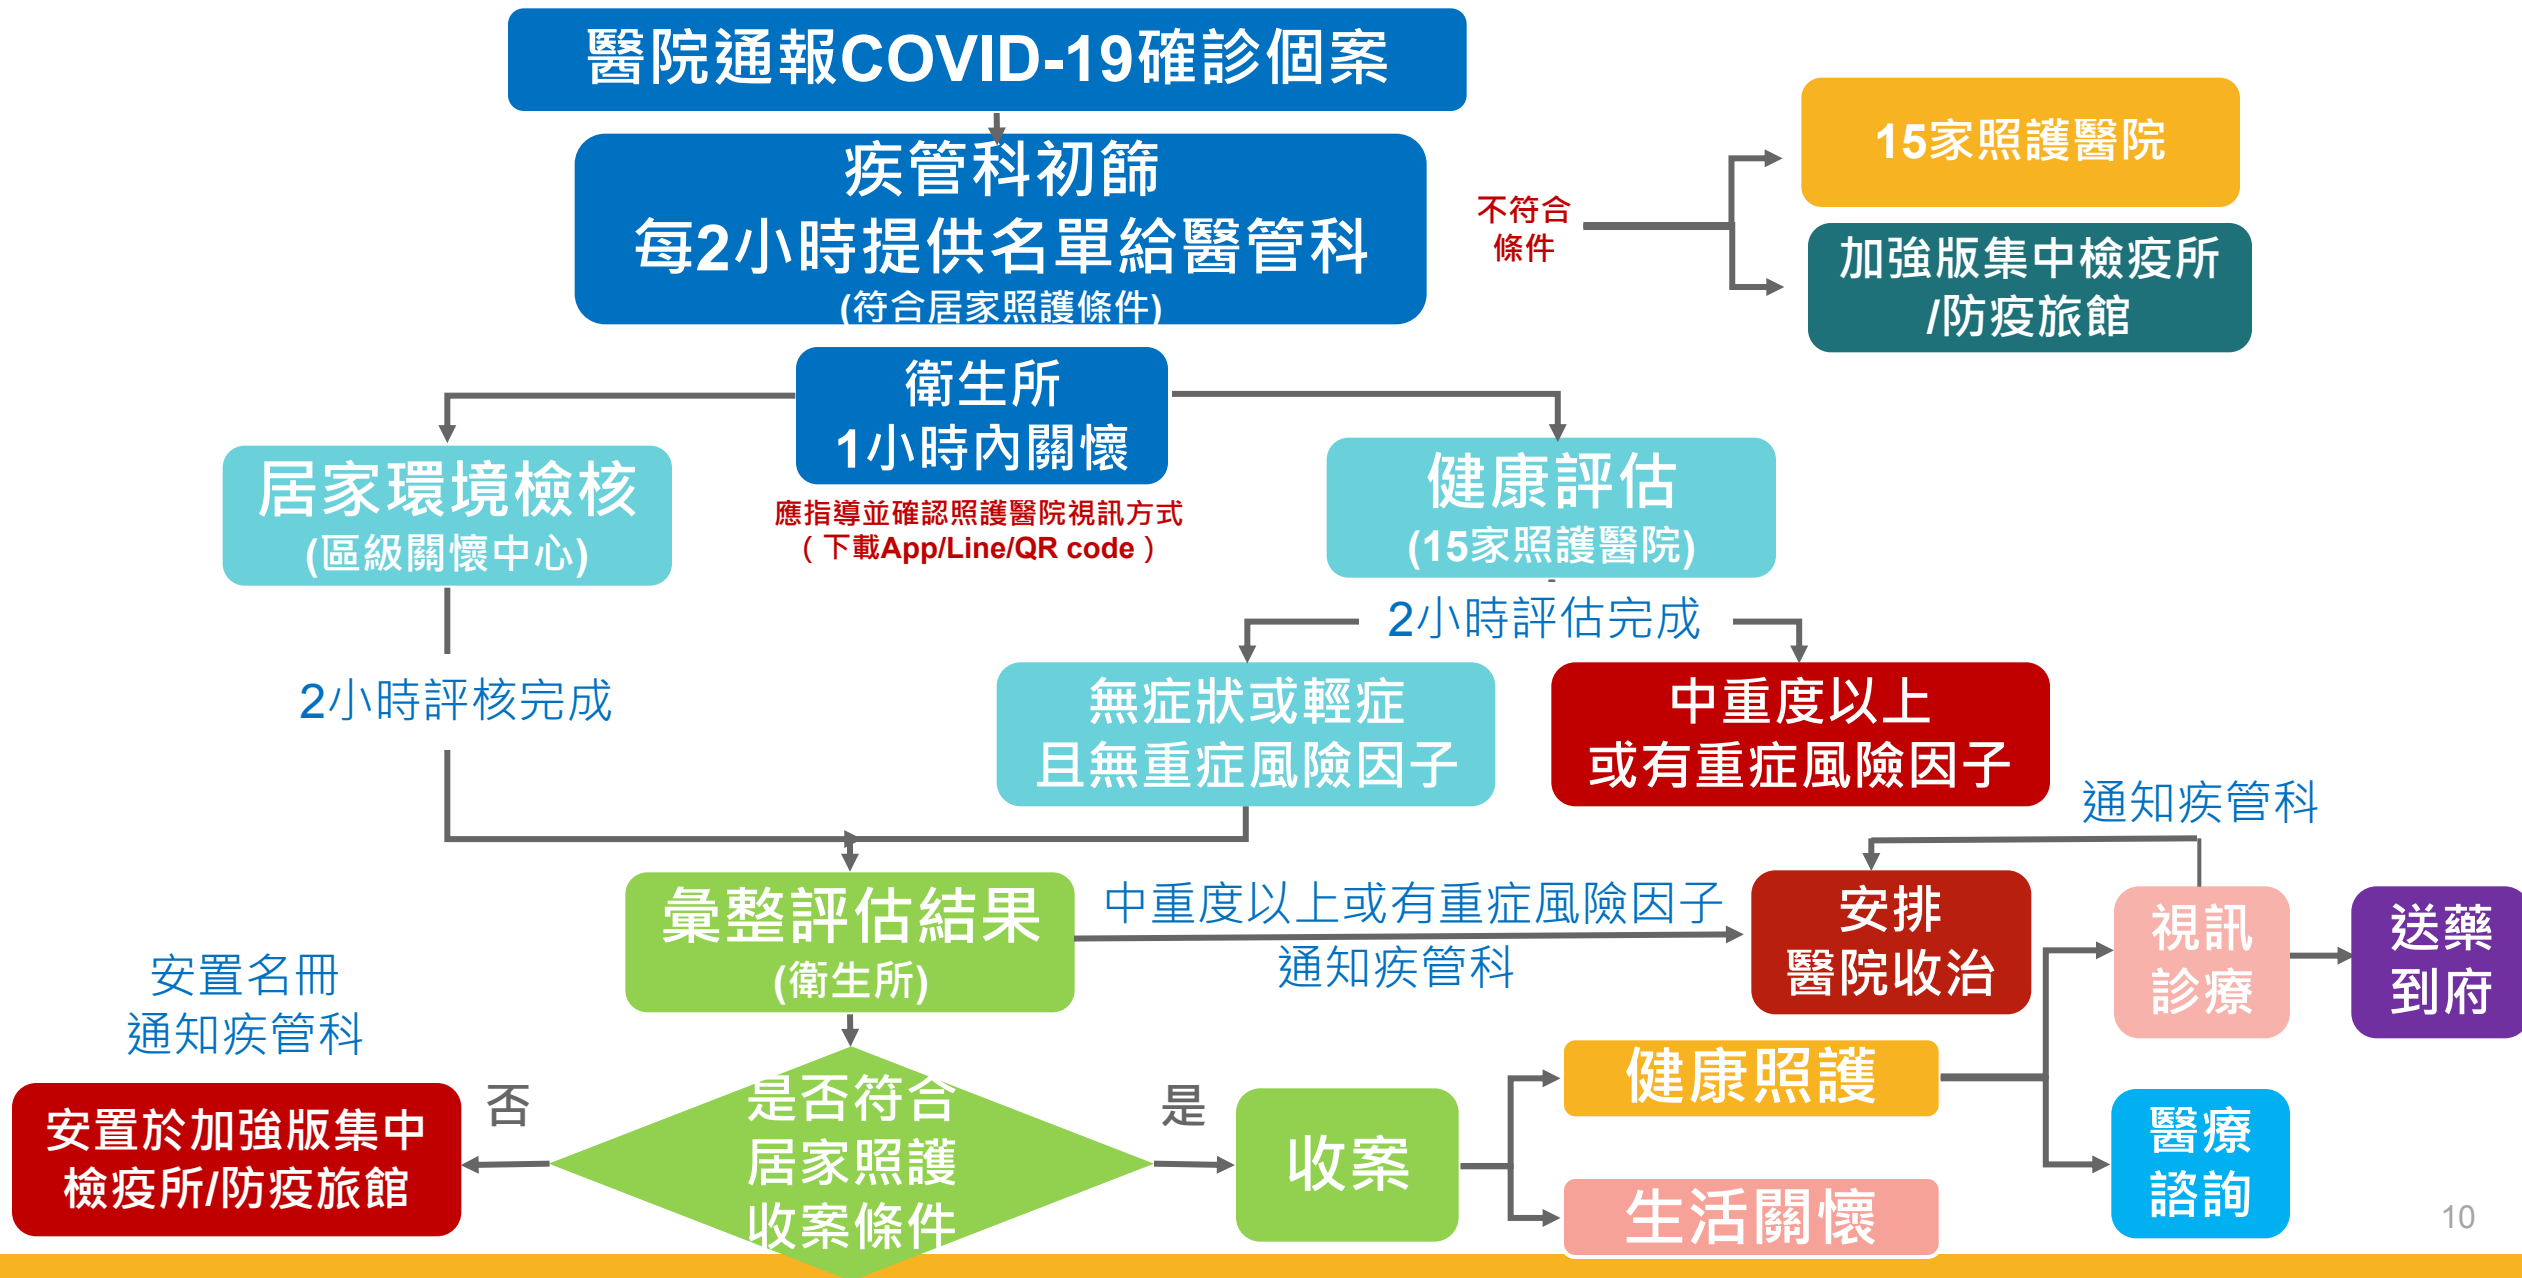 醫院通報COVID-19確診個案
疾管科初篩
每2小時提供名單給醫管科
(符合居家照護條件)
不符合
條件
15家照護醫院
加強版集中檢疫所
/防疫旅館
衛生所
1小時內關懷
應指導並確認照護醫院視訊方式
（下載App/Line/QR code）
居家環境檢核
(區級關懷中心)
健康評估
(15家照護醫院)
2小時評估完成
2小時評核完成
無症狀或輕症
且無重症風險因子
中重度以上
或有重症風險因子
通知疾管科
彙整評估結果
(衛生所)
中重度以上或有重症風險因子
通知疾管科
安排
醫院收治
視訊
診療
送藥
到府
安置名冊
通知疾管科
安置於加強版集中
檢疫所/防疫旅館
否
是否符合
居家照護
收案條件
是
收案
健康照護
生活關懷
醫療
諮詢
10